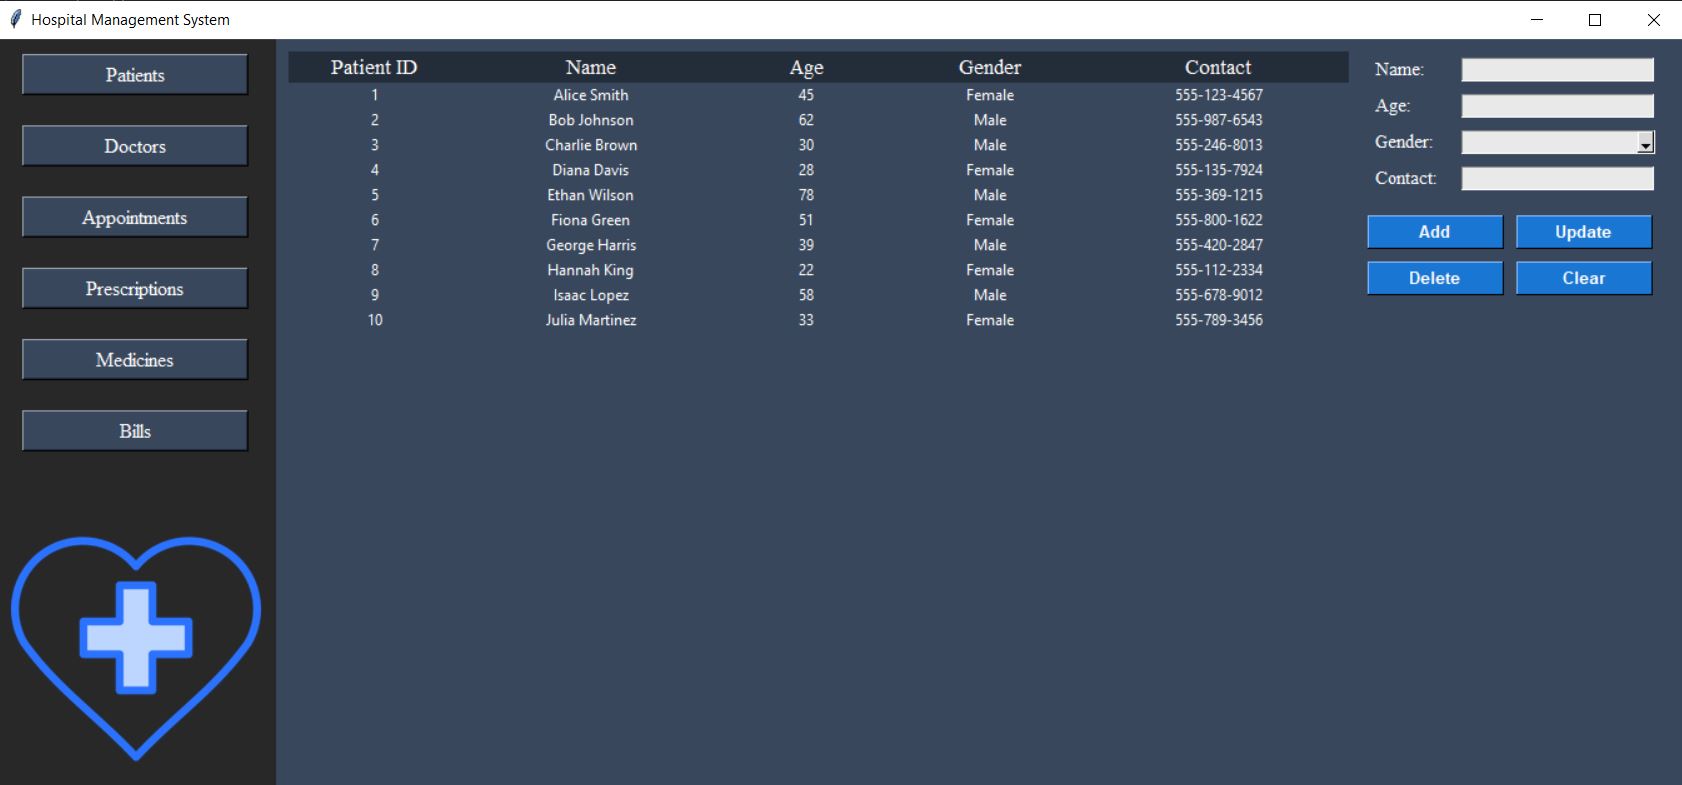 Hospital Management System
Patients
Doctors
Appointments
Prescriptions
Medicines
Bills
Patient ID Name Age Gender Contact
1 Alice Smith 45 Female 555-123-4567
2 Bob Johnson 62 Male 555-987-6543
3 Charlie Brown 30 Male 555-246-8013
4 Diana Davis 28 Female 555-135-7924
5 Ethan Wilson 78 Male 555-369-1215
6 Fiona Green 51 Female 555-800-1622
7 George Harris 39 Male 555-420-2847
8 Hannah King 22 Female 555-112-2334
9 Isaac Lopez 58 Male 555-678-9012
10 Julia Martinez 33 Female 555-789-3456
Name:
Age:
Gender:
Contact:
Add Update
Delete Clear